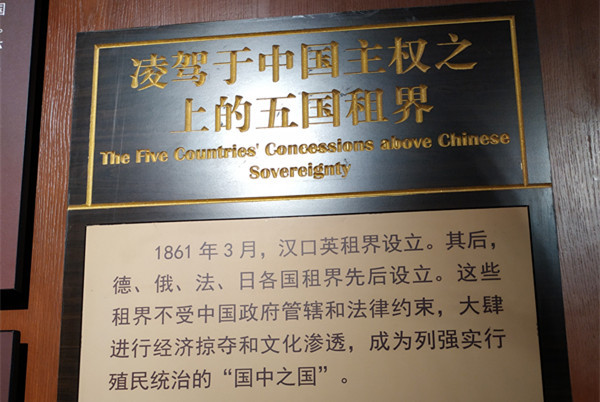 凌驾于中国主权之
上的五国租界
The Five Countries' Concessions above Chinese
Sovereignty
1861年3月，汉口英租界设立。其后，
德、俄、法、日各国租界先后设立。这些
租界不受中国政府管辖和法律约束，大肆
进行经济掠夺和文化渗透，成为列强实行
殖民统治的“国中之国”。